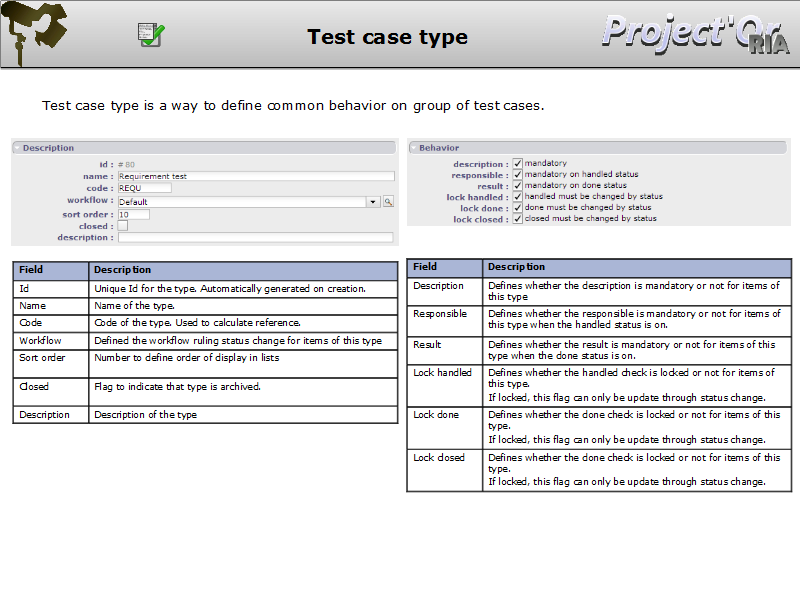 Test case type
Project'Or
RIA
Test case type is a way to define common behavior on group of test cases.
Description
id : # 80
name : Requirement test
code : REQU
workflow : Default
sort order : 10
closed :
description :
Behavior
description : mandatory
responsible : mandatory on handled status
result : mandatory on done status
lock handled : handled must be changed by status
lock done : done must be changed by status
lock closed : closed must be changed by status
Field Description
Id Unique Id for the type. Automatically generated on creation.
Name Name of the type.
Code Code of the type. Used to calculate reference.
Workflow Defined the workflow ruling status change for items of this type
Sort order Number to define order of display in lists
Closed Flag to indicate that type is archived.
Description Description of the type
Field Description
Description Defines whether the description is mandatory or not for items of
this type
Responsible Defines whether the responsible is mandatory or not for items of
this type when the handled status is on.
Result Defines whether the result is mandatory or not for items of this
type when the done status is on.
Lock handled Defines whether the handled check is locked or not for items of
this type.
If locked, this flag can only be update through status change.
Lock done Defines whether the done check is locked or not for items of this
type.
If locked, this flag can only be update through status change.
Lock closed Defines whether the done check is locked or not for items of this
type.
If locked, this flag can only be update through status change.